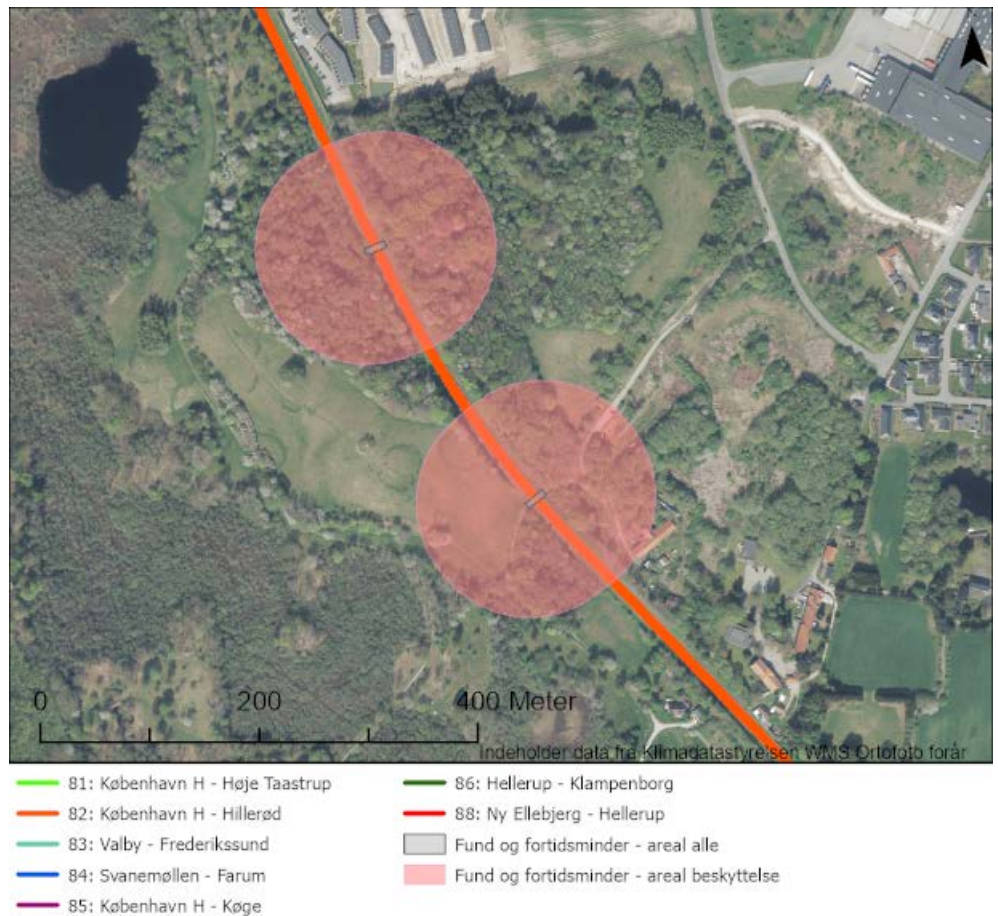 0 200 400 Meter
Indeholder data fra Klimadatastyrelsen WMS Ortofoto forår
81: København H - Høje Taastrup
82: København H - Hillerød
83: Valby - Frederikssund
84: Svanemøllen - Farum
85: København H - Køge
86: Hellerup - Klampenborg
88: Ny Ellebjerg - Hellerup
Fund og fortidsminder - areal alle
Fund og fortidsminder - areal beskyttelse